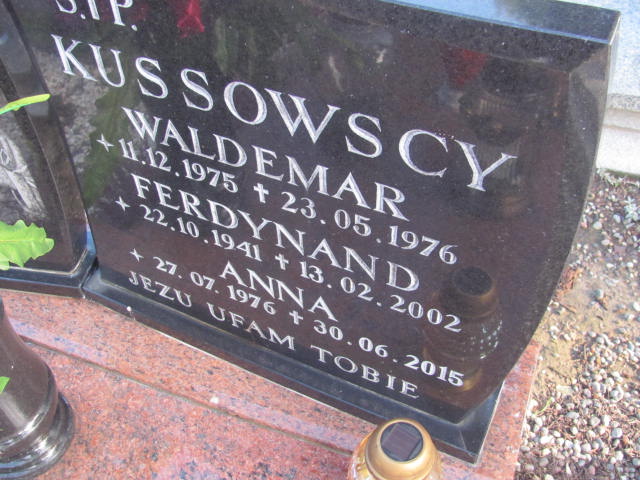 Ś.†P.
KUSSOWSCY
WALDEMAR
* 11.12.1975 † 23.05.1976
FERDYNAND
* 22.10.1941 † 13.02.2002
ANNA
* 27.07.1976 † 30.06.2015
JEZU UFAM TOBIE